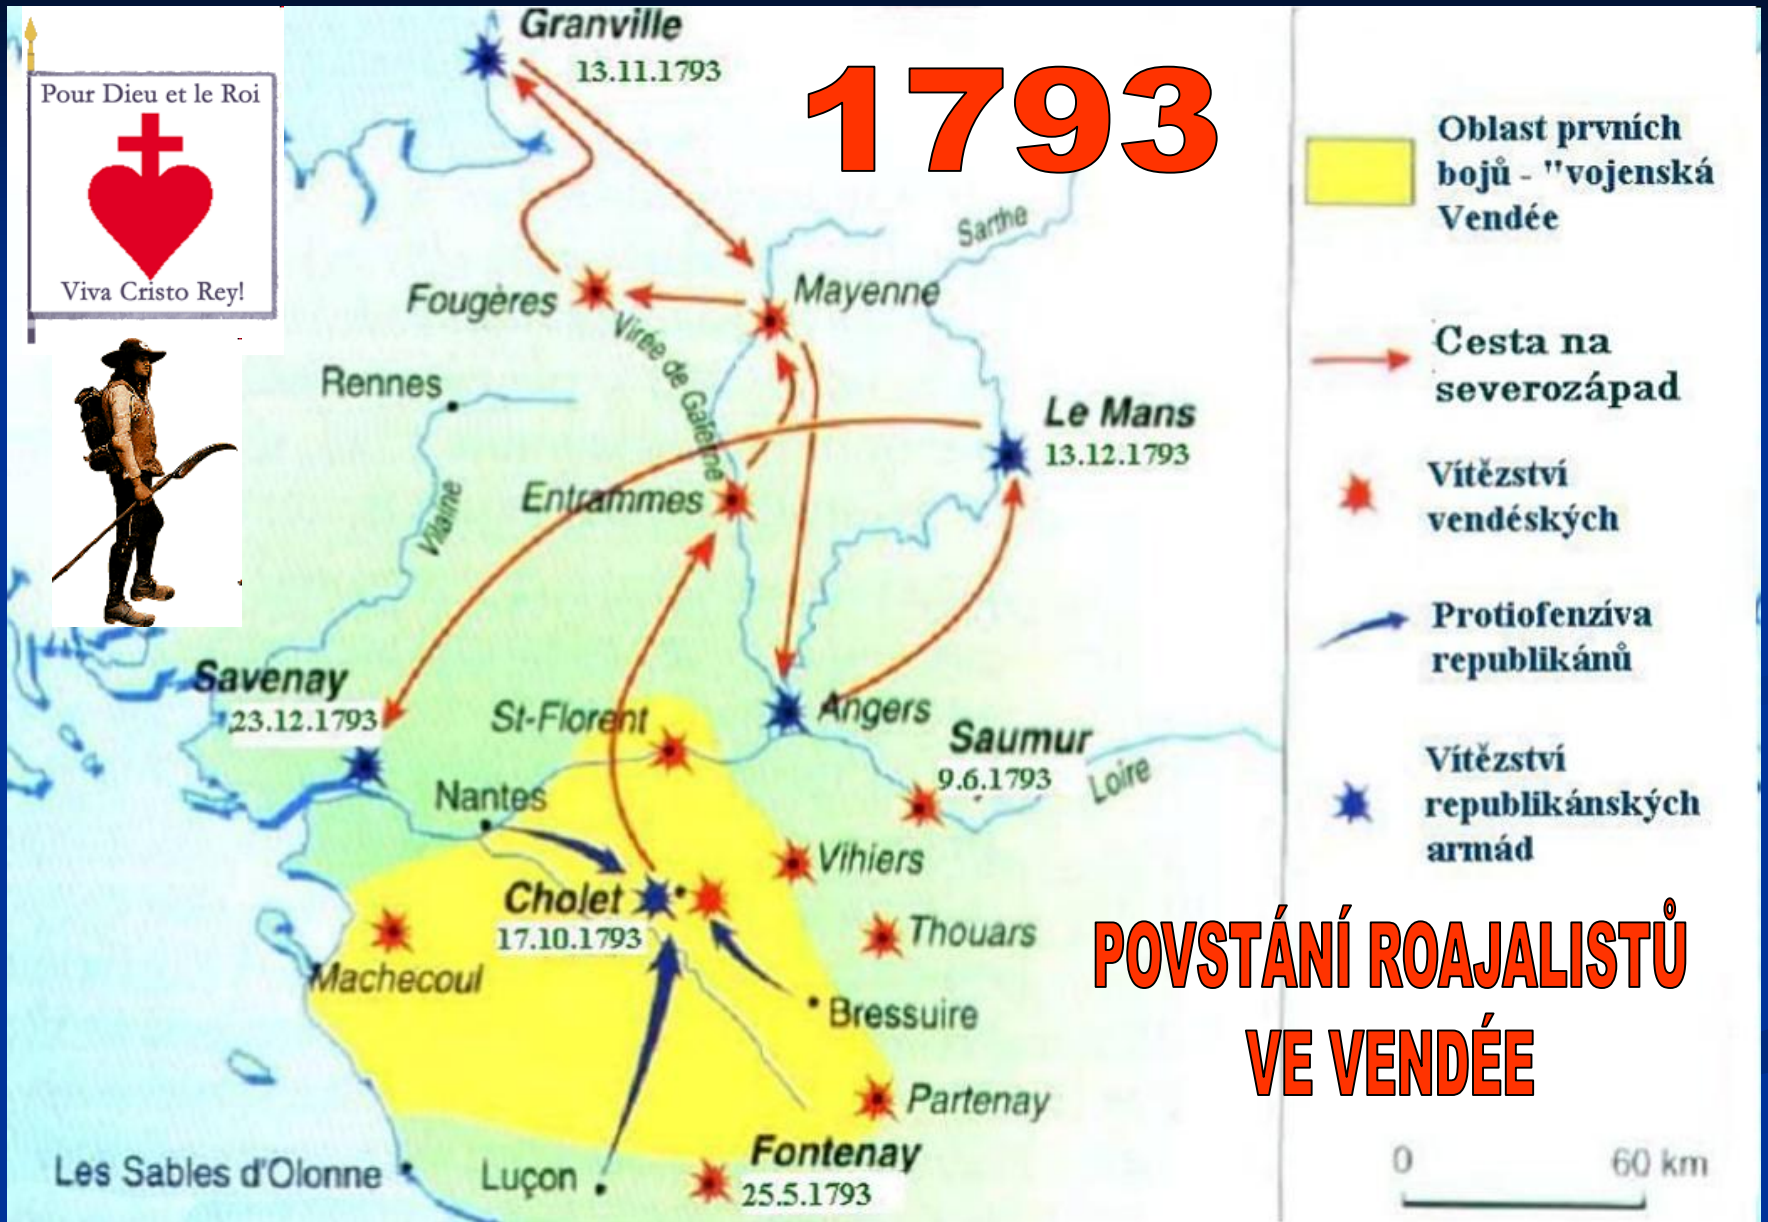 Pour Dieu et le Roi
Viva Cristo Rey!
1793
Granville
13.11.1793
Sarthe
Fougères
Mayenne
Virée de Galerne
Rennes
Le Mans
13.12.1793
Entrammes
Vilaine
Savenay
23.12.1793
St-Florent
Angers
Saumur
9.6.1793
Loire
Nantes
Vihiers
Cholet
17.10.1793
Thouars
Machecoul
Bressuire
Partenay
Fontenay
25.5.1793
Les Sables d'Olonne
Luçon
Oblast prvních
bojů - "vojenská
Vendée
Cesta na
severozápad
Vítězství
vendéských
Protiofenzíva
republikánů
Vítězství
republikánských
armád
POVSTÁNÍ ROAJALISTŮ
VE VENDÉE
0 60 km